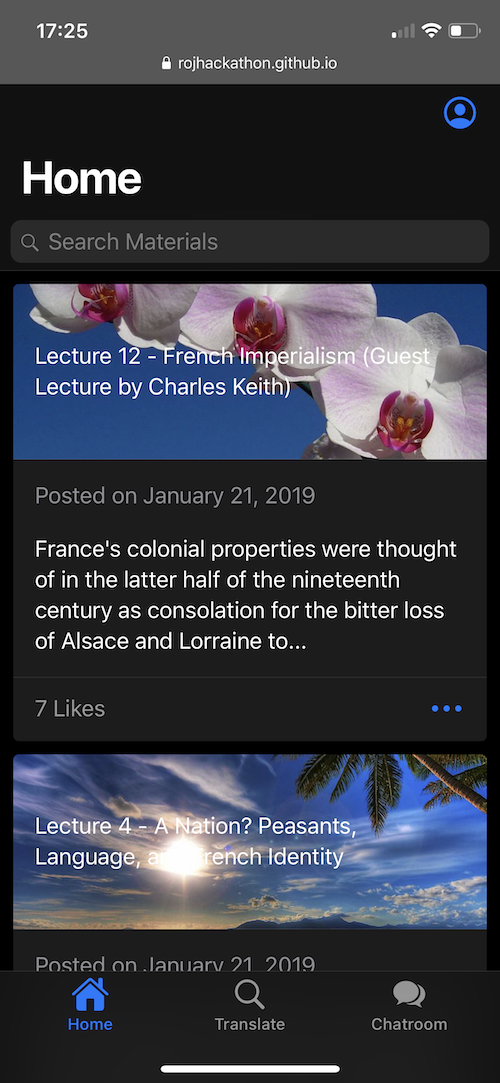 17:25
rojhackathon.github.io
Home
Search Materials
Lecture 12 - French Imperialism (Guest
Lecture by Charles Keith)
Posted on January 21, 2019
France's colonial properties were thought
of in the latter half of the nineteenth
century as consolation for the bitter loss
of Alsace and Lorraine to...
7 Likes
Lecture 4 - A Nation? Peasants,
Language, and French Identity
Posted on January 21, 2019
Home
Translate
Chatroom